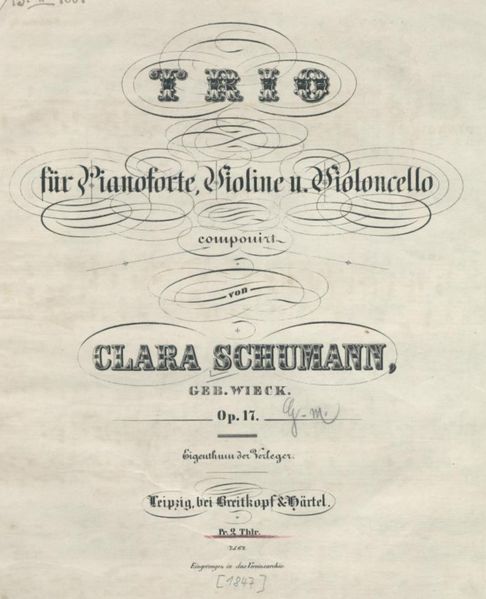 TRIO
für Pianoforte, Violine u. Violoncello
componirt
von
CLARA SCHUMANN,
GEB. WIECK.
Op. 17. G-m.
Eigenthum der Verleger.
Leipzig, bei Breitkopf & Härtel.
Pr. 2 Thlr.
Eingetragen in das Vereinsarchiv
[1847]